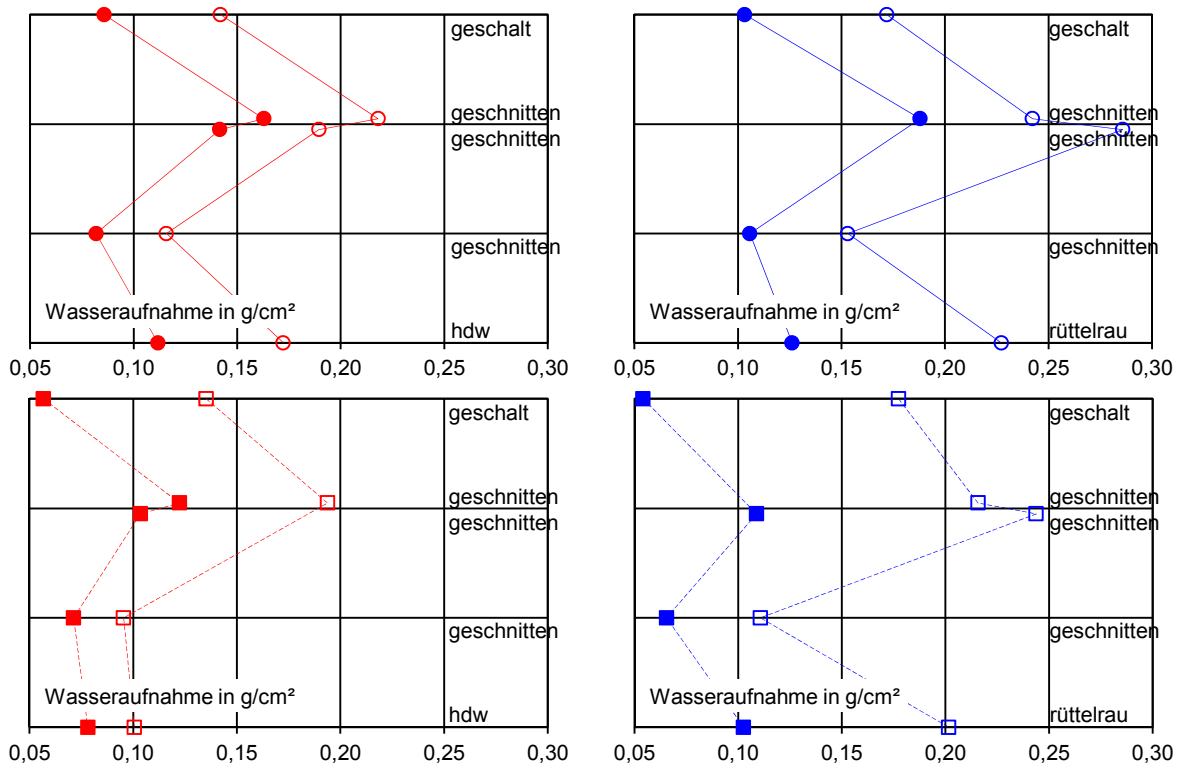 geschalt
geschnitten
geschnitten
geschnitten
Wasseraufnahme in g/cm²
hdw
0,05 0,10 0,15 0,20 0,25 0,30
geschalt
geschnitten
geschnitten
geschnitten
Wasseraufnahme in g/cm²
rüttelrau
0,05 0,10 0,15 0,20 0,25 0,30
geschalt
geschnitten
geschnitten
geschnitten
Wasseraufnahme in g/cm²
hdw
0,05 0,10 0,15 0,20 0,25 0,30
geschalt
geschnitten
geschnitten
geschnitten
Wasseraufnahme in g/cm²
rüttelrau
0,05 0,10 0,15 0,20 0,25 0,30